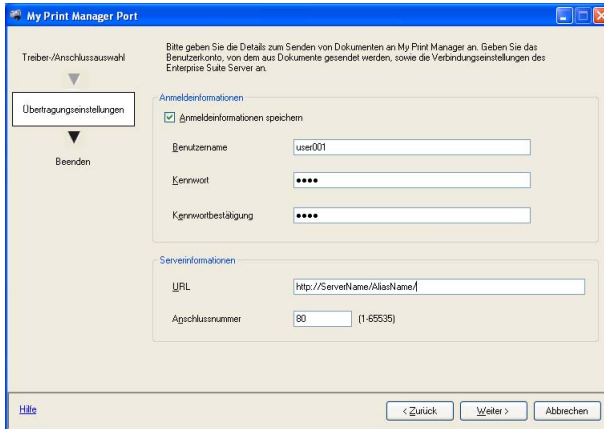 My Print Manager Port
Treiber-/Anschlussauswahl
Übertragungseinstellungen
Beenden
Bitte geben Sie die Details zum Senden von Dokumenten an My Print Manager an. Geben Sie das
Benutzerkonto, von dem aus Dokumente gesendet werden, sowie die Verbindungseinstellungen des
Enterprise Suite Server an.
Anmeldeinformationen
Anmeldeinformationen speichern
Benutzername user001
Kennwort ••••
Kennwortbestätigung ••••
Serverinformationen
URL http://ServerName/AliasName/
Anschlussnummer 80 (1-65535)
Hilfe < Zurück Weiter > Abbrechen